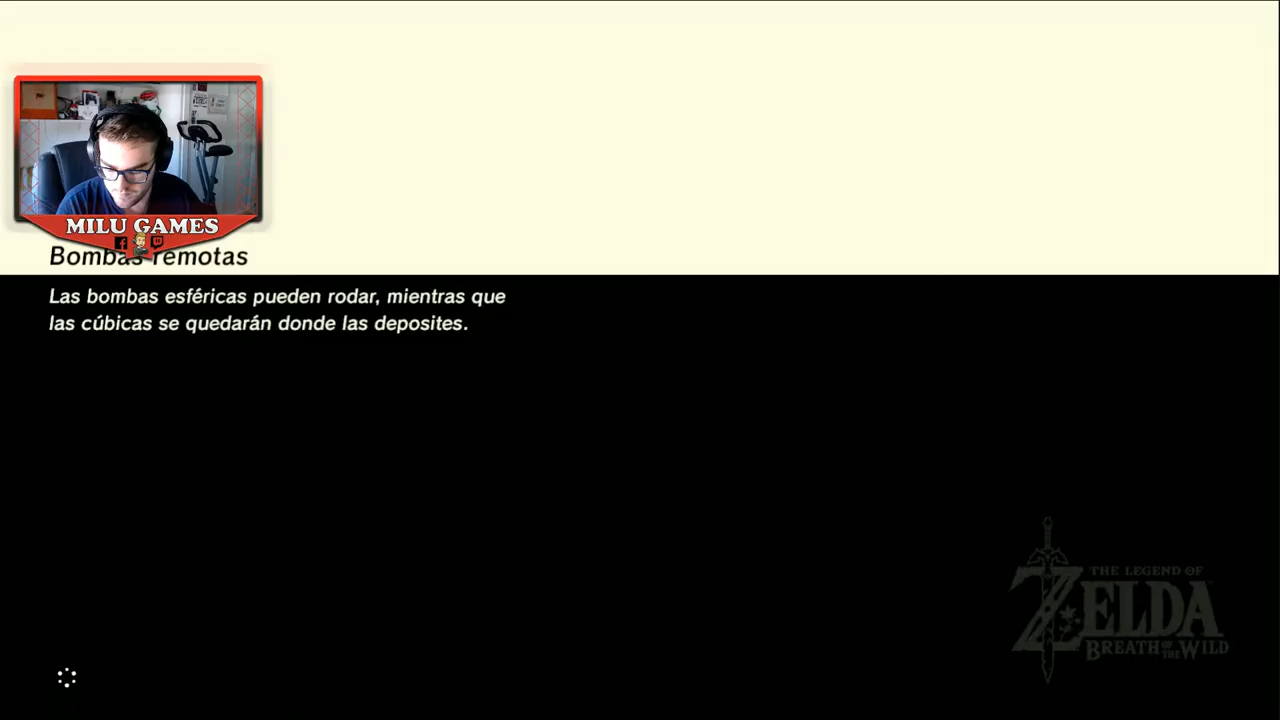 MILU GAMES
Bombas remotas
Las bombas esféricas pueden rodar, mientras que
las cúbicas se quedarán donde las deposites.
THE LEGEND OF
ZELDA
BREATH OF THE WILD